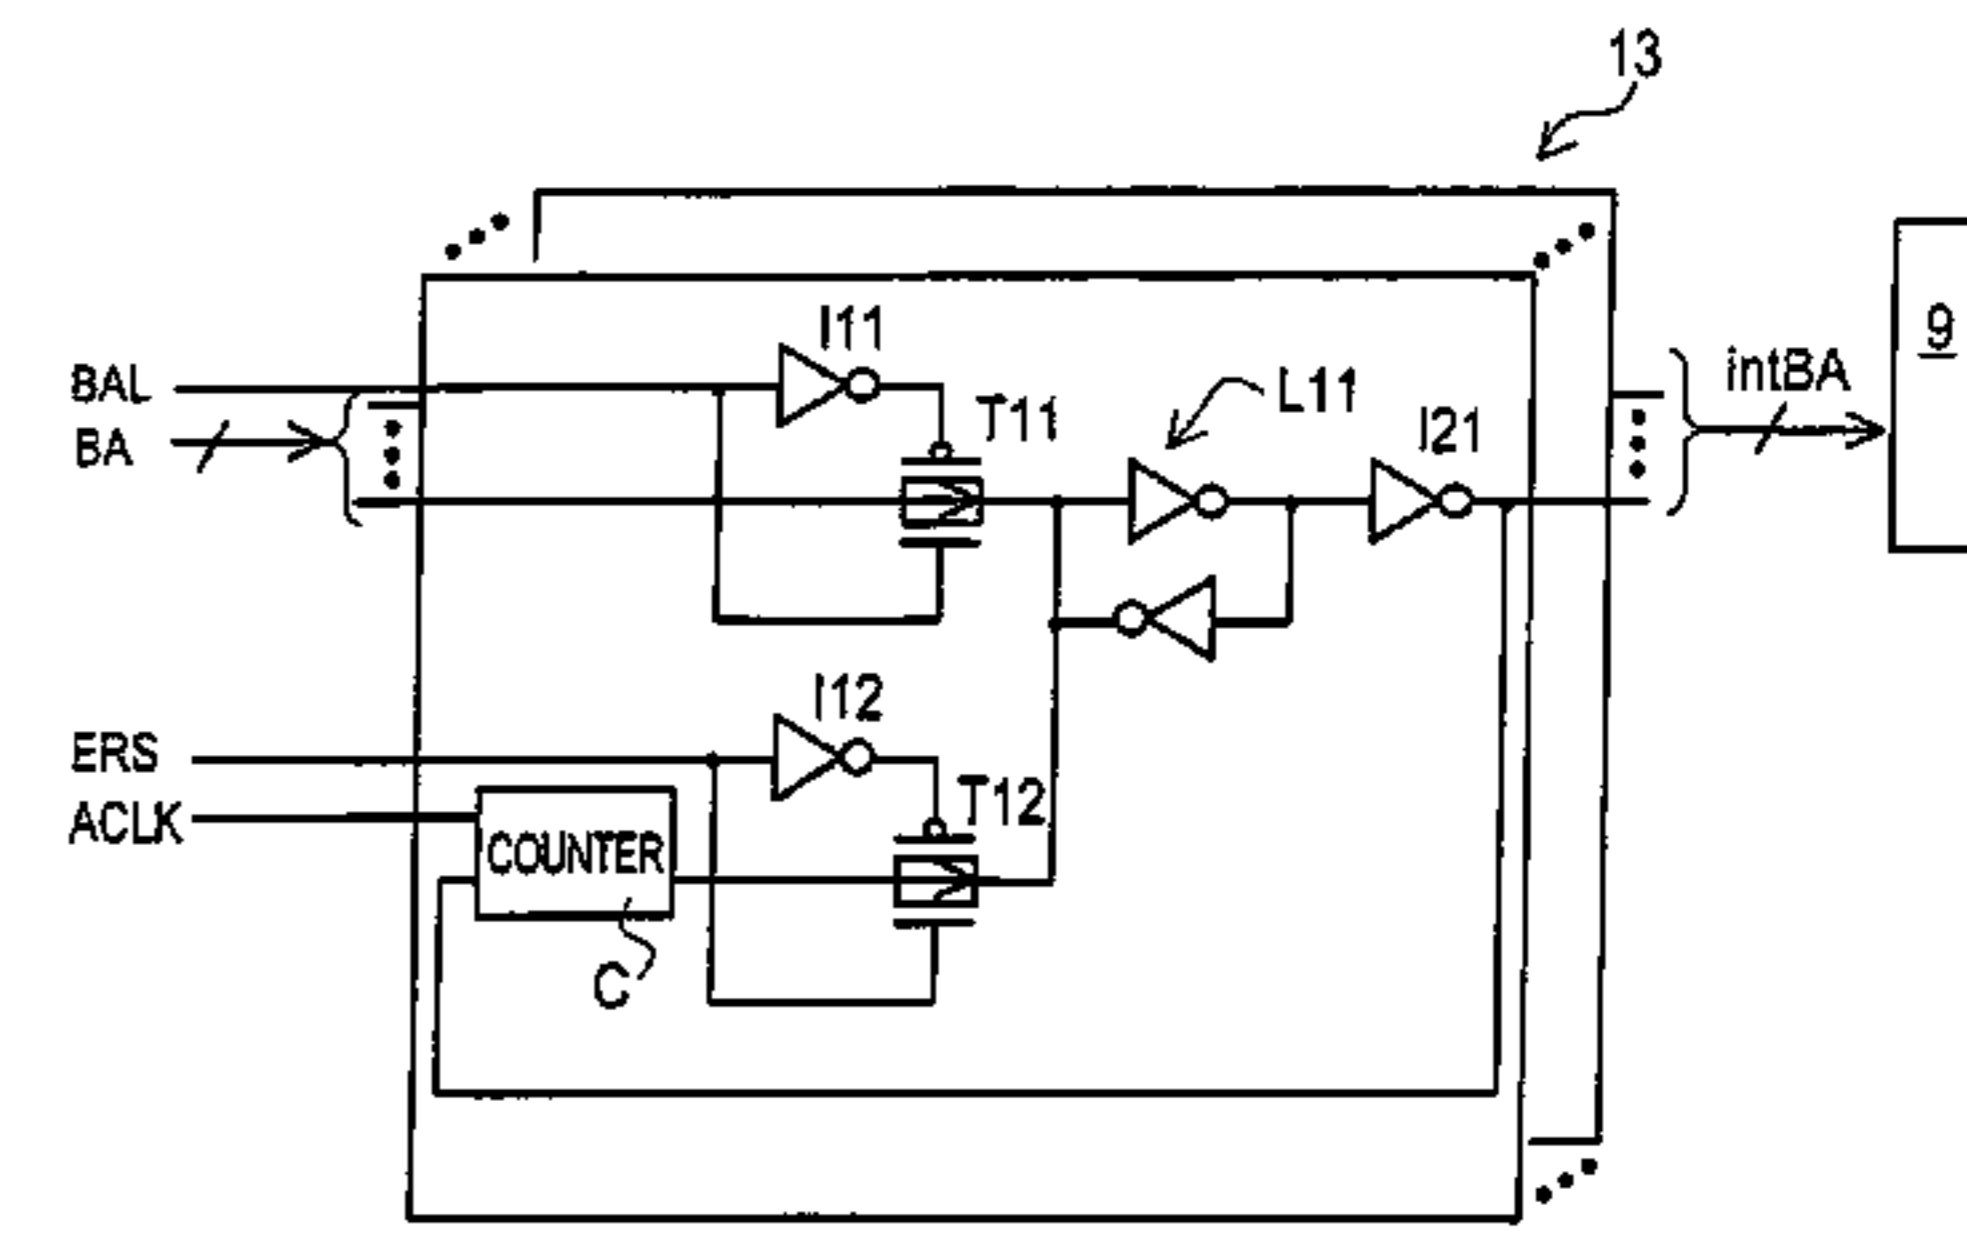 13
I11
BAL
T11
L11
intBA
9
BA
I21
I12
ERS
T12
ACLK
COUNTER
C